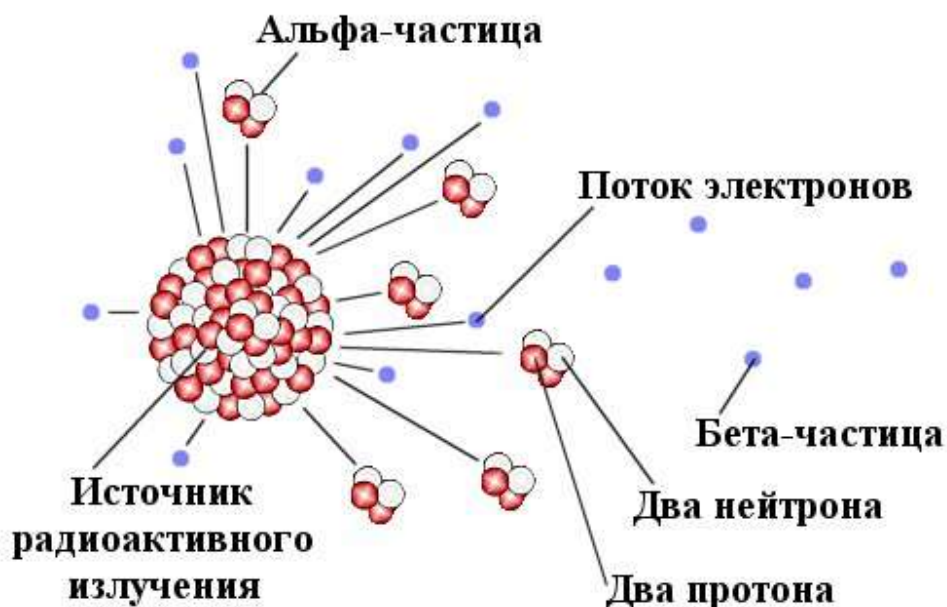 Альфа-частица
Поток электронов
Бета-частица
Источник
радиоактивного
излучения
Два нейтрона
Два протона